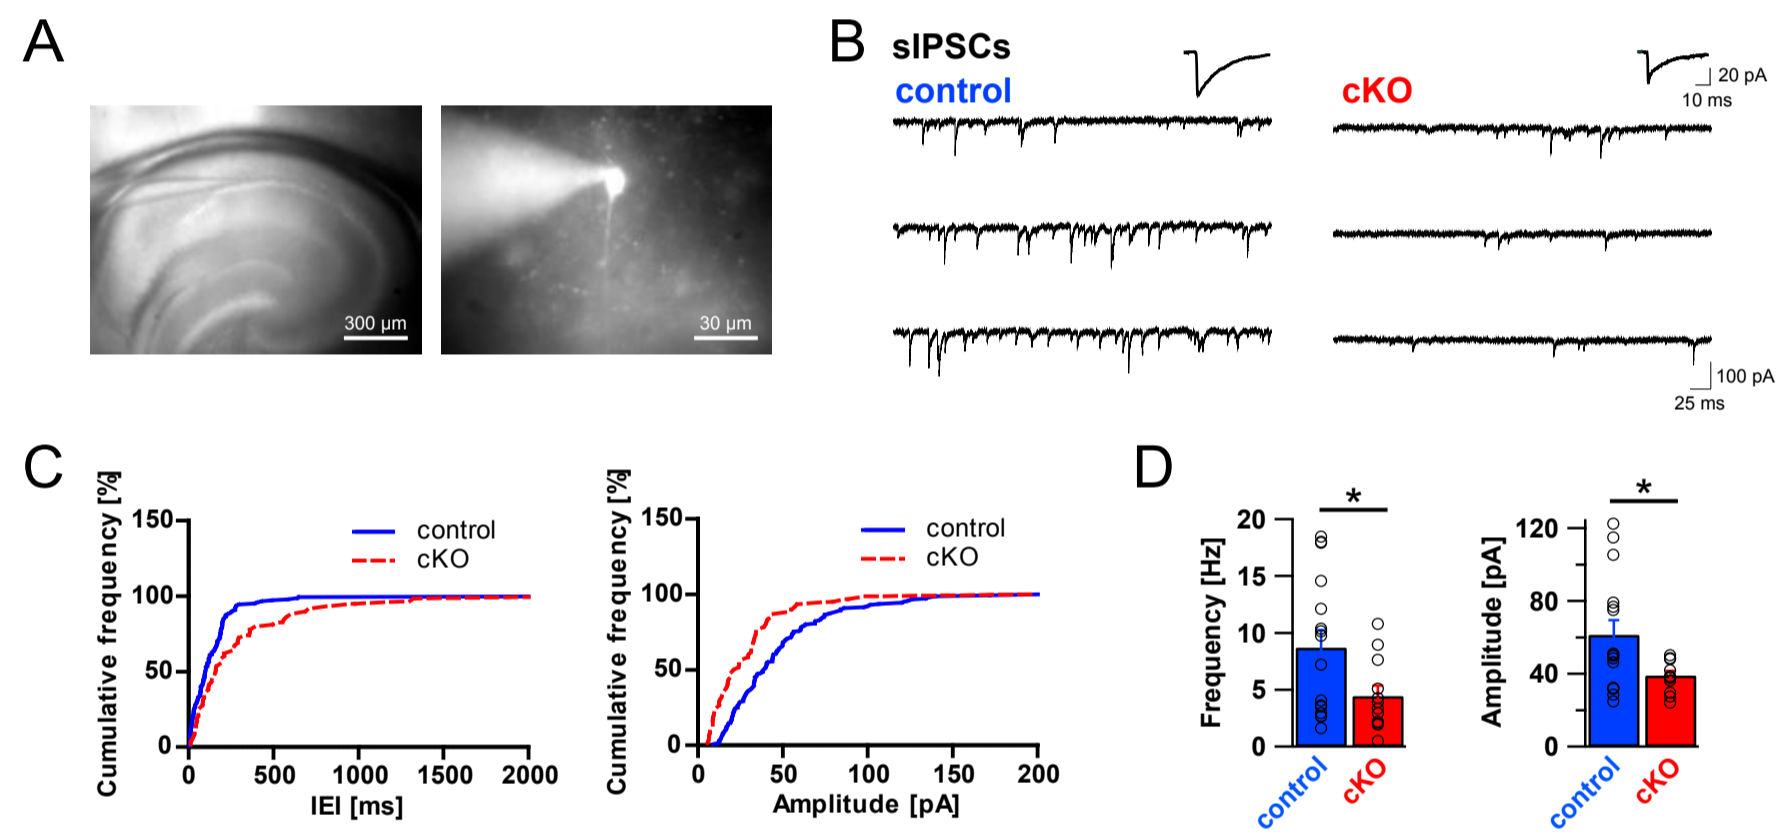 A
300 µm
30 µm
B
sIPSCs
control
cKO
20 pA
10 ms
100 pA
25 ms
C
Cumulative frequency [%]
150
100
50
0
0 500 1000 1500 2000
IEI [ms]
control
cKO
Cumulative frequency [%]
150
100
50
0
0 50 100 150 200
Amplitude [pA]
control
cKO
D
Frequency [Hz]
20
15
10
5
0
*
control
cKO
Amplitude [pA]
120
80
40
0
*
control
cKO